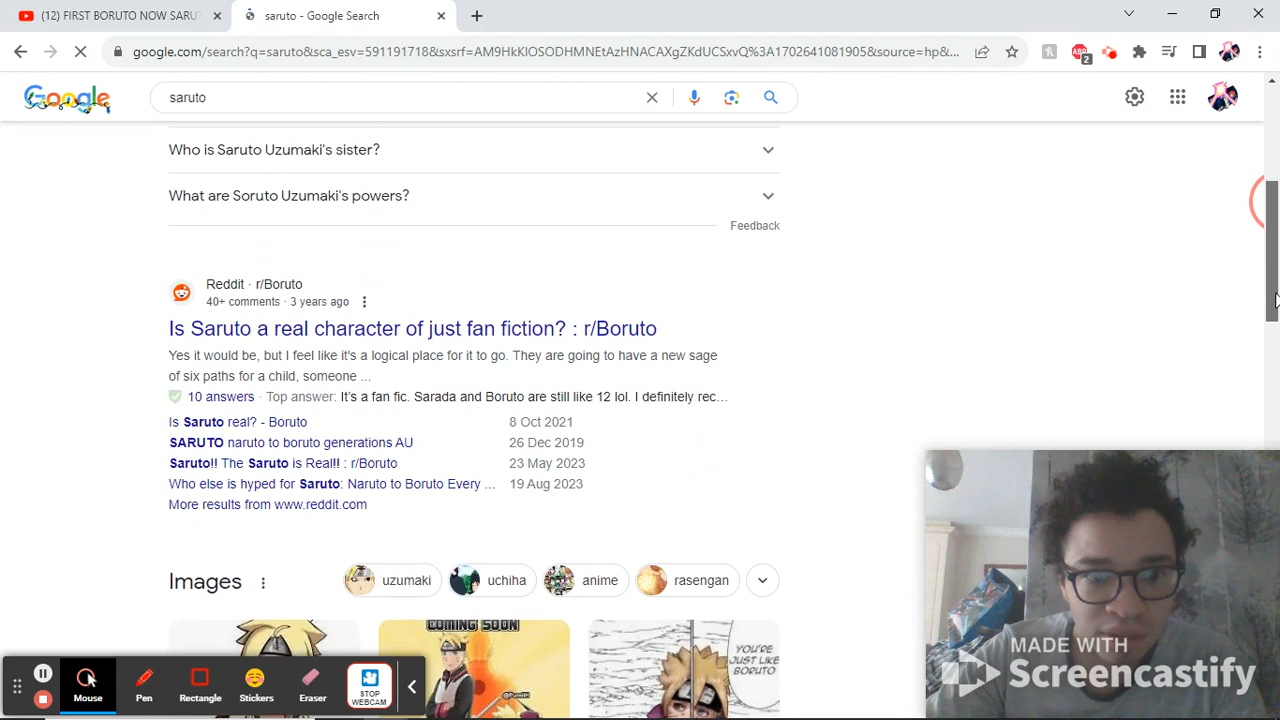 (12) FIRST BORUTO NOW SARUT
saruto - Google Search
google.com/search?q=saruto&sca_esv=591191718&sxsrf=AM9HkKlOSODHMNEtAzHNACAXgZKdUCSxvQ%3A1702641081905&source=hp&...
2
Google
saruto
Who is Saruto Uzumaki's sister?
What are Soruto Uzumaki's powers?
Feedback
Reddit · r/Boruto
40+ comments · 3 years ago
Is Saruto a real character of just fan fiction? : r/Boruto
Yes it would be, but I feel like it's a logical place for it to go. They are going to have a new sage
of six paths for a child, someone ...
10 answers · Top answer: It's a fan fic. Sarada and Boruto are still like 12 lol. I definitely rec...
Is Saruto real? - Boruto 8 Oct 2021
SARUTO naruto to boruto generations AU 26 Dec 2019
Saruto!! The Saruto is Real!! : r/Boruto 23 May 2023
Who else is hyped for Saruto: Naruto to Boruto Every ... 19 Aug 2023
More results from www.reddit.com
Images
uzumaki
uchiha
anime
rasengan
COMING SOON
YOU'RE
JUST LIKE
BORUTO
Mouse
Pen
Rectangle
Stickers
Eraser
STOP
WEBCAM
MADE WITH
Screencastify